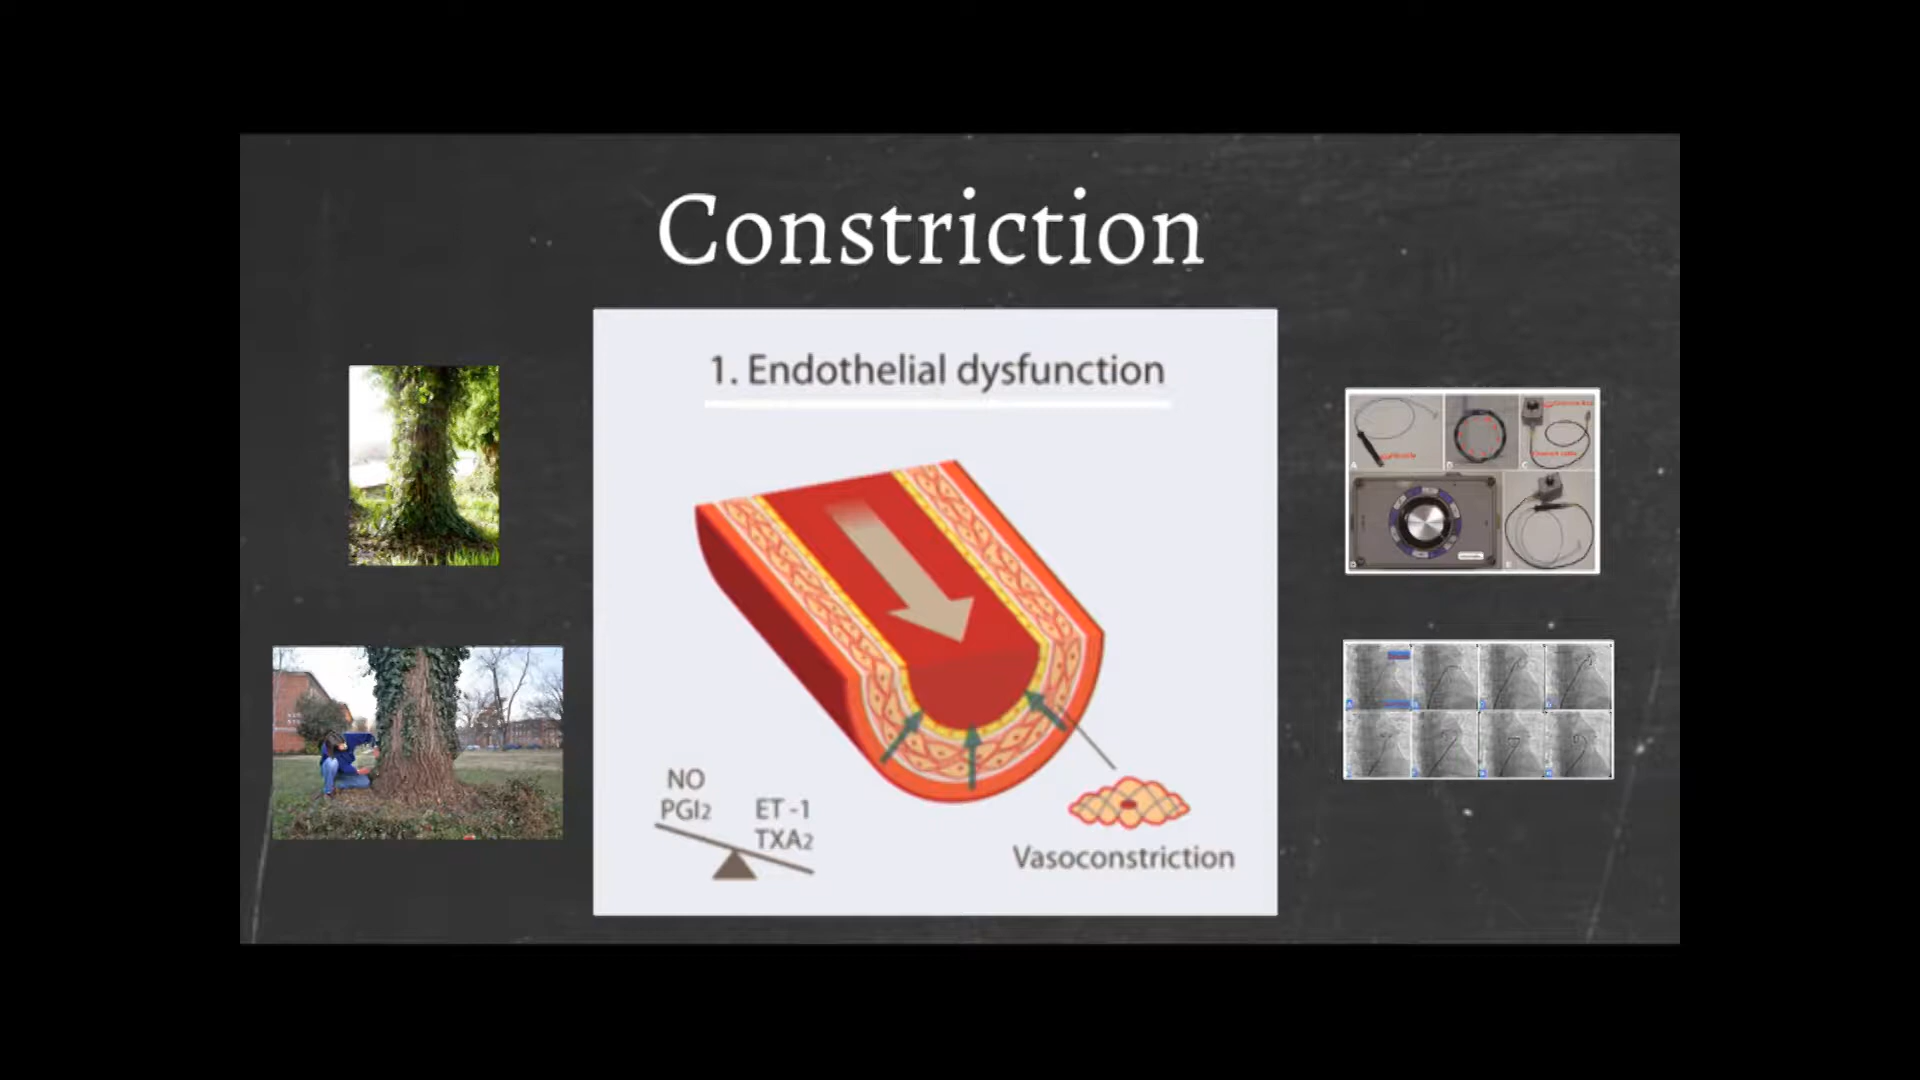 Constriction
1. Endothelial dysfunction
NO
PGI2
ET -1
TXA2
Vasoconstriction